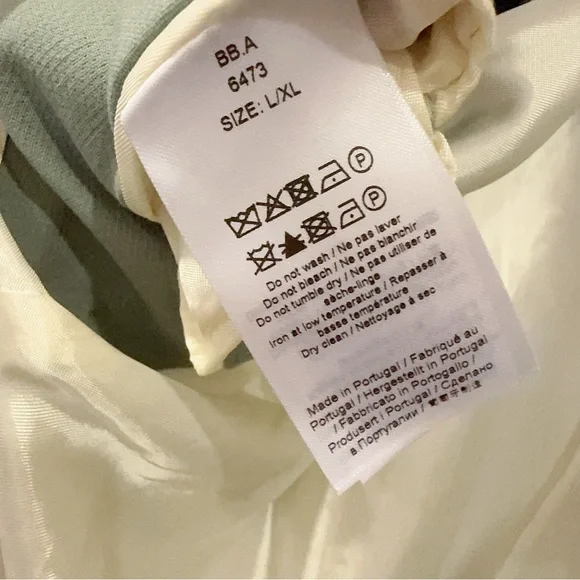 BB.A
6473
SIZE: L/XL
P
P
Do not wash / Ne pas laver
Do not bleach / Ne pas blanchir
Do not tumble dry / Ne pas utiliser de
sèche-linge
Iron at low temperature / Repasser à
basse température
Dry clean / Nettoyage à sec
Made in Portugal / Fabriqué au
Portugal / Hergestellt in Portugal
/ Fabbricato in Portogallo /
Produsert i Portugal / Сделано
в Португалии /